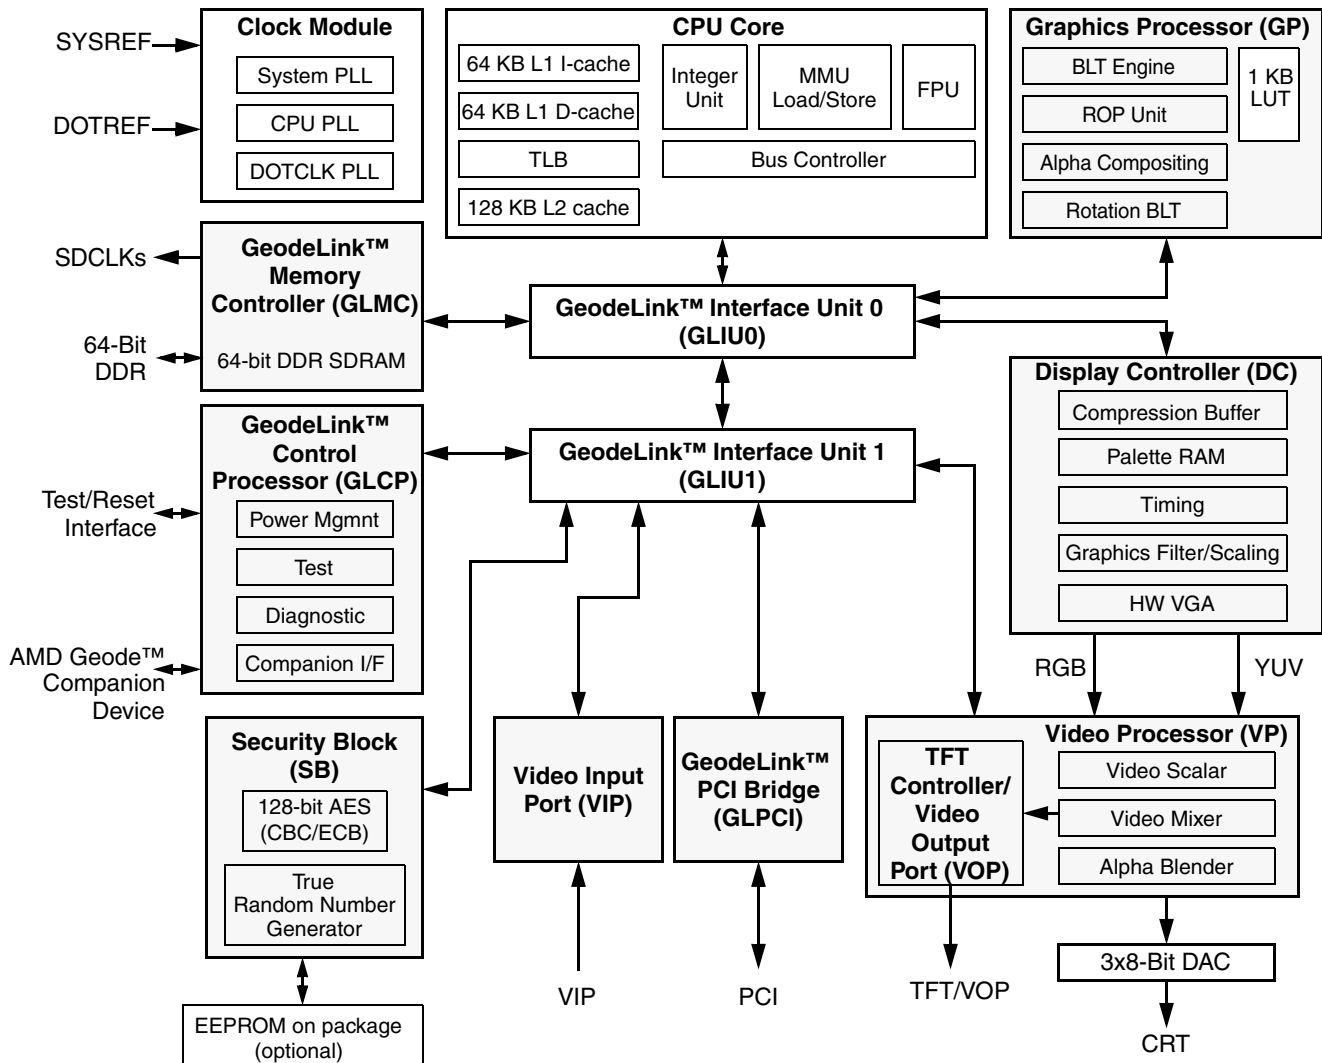 Clock Module
SYSREF
System PLL
DOTREF
CPU PLL
DOTCLK PLL
CPU Core
64 KB L1 I-cache
64 KB L1 D-cache
TLB
128 KB L2 cache
Integer
Unit
MMU
Load/Store
FPU
Bus Controller
Graphics Processor (GP)
BLT Engine
ROP Unit
Alpha Compositing
Rotation BLT
1 KB
LUT
SDCLKs
64-Bit
DDR
GeodeLink™
Memory
Controller (GLMC)
64-bit DDR SDRAM
GeodeLink™ Interface Unit 0
(GLIU0)
Display Controller (DC)
Compression Buffer
Palette RAM
Timing
Graphics Filter/Scaling
HW VGA
GeodeLink™
Control
Processor (GLCP)
Power Mgmnt
Test
Diagnostic
Companion I/F
Test/Reset
Interface
AMD Geode™
Companion
Device
GeodeLink™ Interface Unit 1
(GLIU1)
RGB
YUV
Security Block
(SB)
128-bit AES
(CBC/ECB)
True
Random Number
Generator
Video Input
Port (VIP)
GeodeLink™
PCI Bridge
(GLPCI)
Video Processor (VP)
TFT
Controller/
Video
Output
Port (VOP)
Video Scalar
Video Mixer
Alpha Blender
3x8-Bit DAC
VIP
PCI
TFT/VOP
CRT
EEPROM on package
(optional)